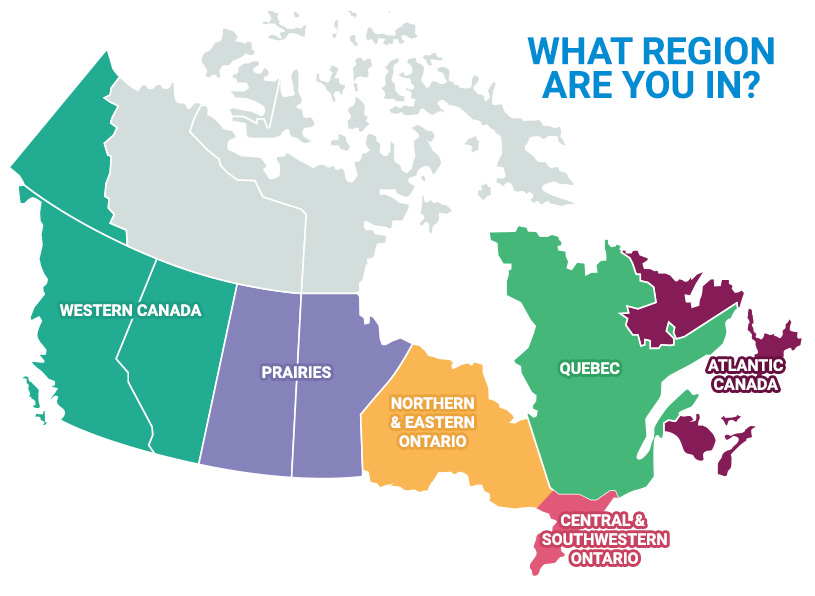 WHAT REGION
ARE YOU IN?
WESTERN CANADA
PRAIRIES
NORTHERN
& EASTERN
ONTARIO
QUEBEC
ATLANTIC
CANADA
CENTRAL &
SOUTHWESTERN
ONTARIO